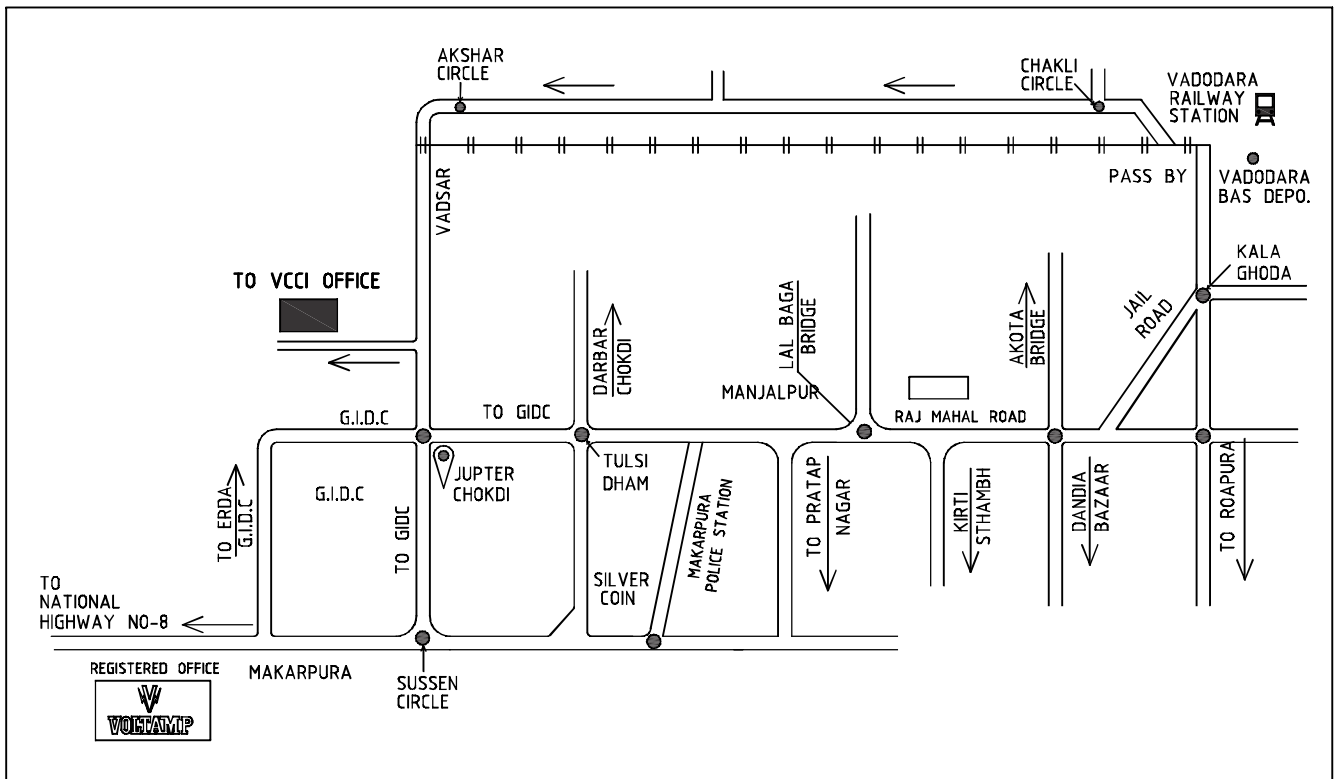 AKSHAR
CIRCLE
CHAKLI
CIRCLE
VADODARA
RAILWAY
STATION
PASS BY
VADODARA
BAS DEPO.
VADSAR
KALA
GHODA
TO VCCI OFFICE
DARBAR
CHOKDI
LAL BAGA
BRIDGE
AKOTA
BRIDGE
JAIL
ROAD
MANJALPUR
RAJ MAHAL ROAD
G.I.D.C
TO GIDC
JUPTER
CHOKDI
TULSI
DHAM
G.I.D.C
TO ERDA
G.I.D.C
TO GIDC
SILVER
COIN
MAKARPURA
POLICE STATION
TO PRATAP
NAGAR
KIRTI
STHAMBH
DANDIA
BAZAAR
TO ROAPURA
TO
NATIONAL
HIGHWAY NO-8
REGISTERED OFFICE
VOLTAMP
MAKARPURA
SUSSEN
CIRCLE